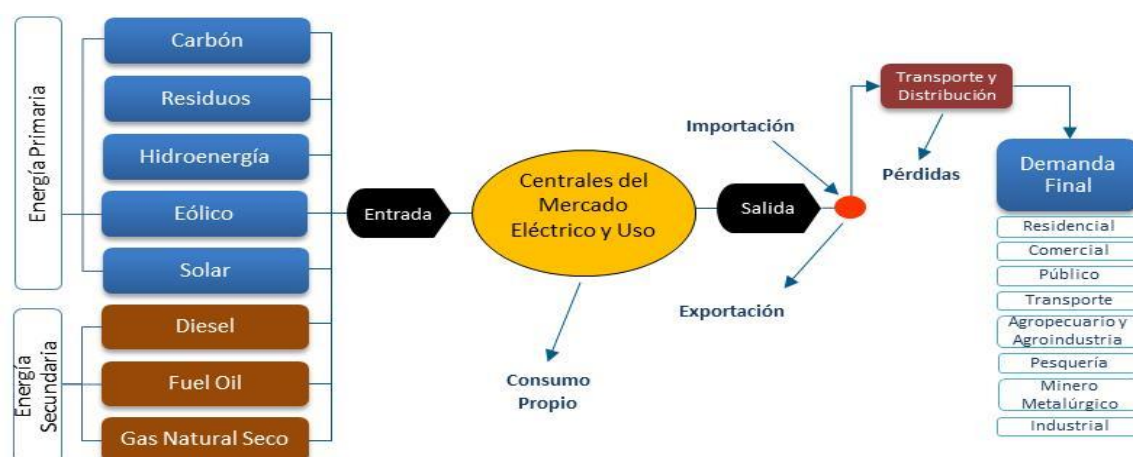 Energía Primaria
Carbón
Residuos
Hidroenergía
Eólico
Solar
Energía
Secundaria
Diesel
Fuel Oil
Gas Natural Seco
Entrada
Centrales del
Mercado
Eléctrico y Uso
Consumo
Propio
Salida
Importación
Exportación
Transporte y
Distribución
Pérdidas
Demanda
Final
Residencial
Comercial
Público
Transporte
Agropecuario y
Agroindustria
Pesquería
Minero
Metalúrgico
Industrial